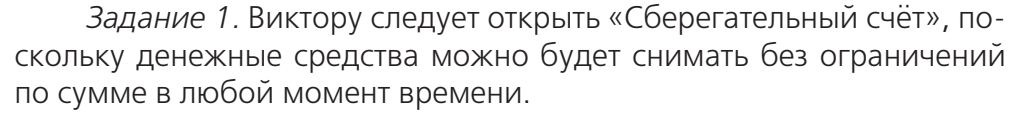 Задание 1. Виктору следует открыть «Сберегательный счёт», по-
скольку денежные средства можно будет снимать без ограничений
по сумме в любой момент времени.